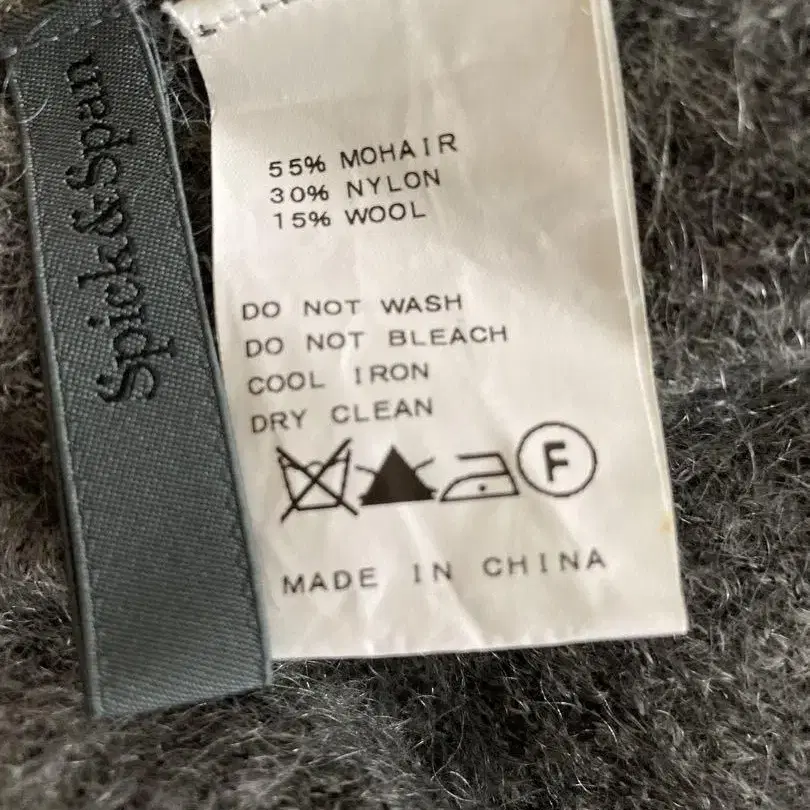 Spick&Span
55% MOHAIR
30% NYLON
15% WOOL
DO NOT WASH
DO NOT BLEACH
COOL IRON
DRY CLEAN
F
MADE IN CHINA